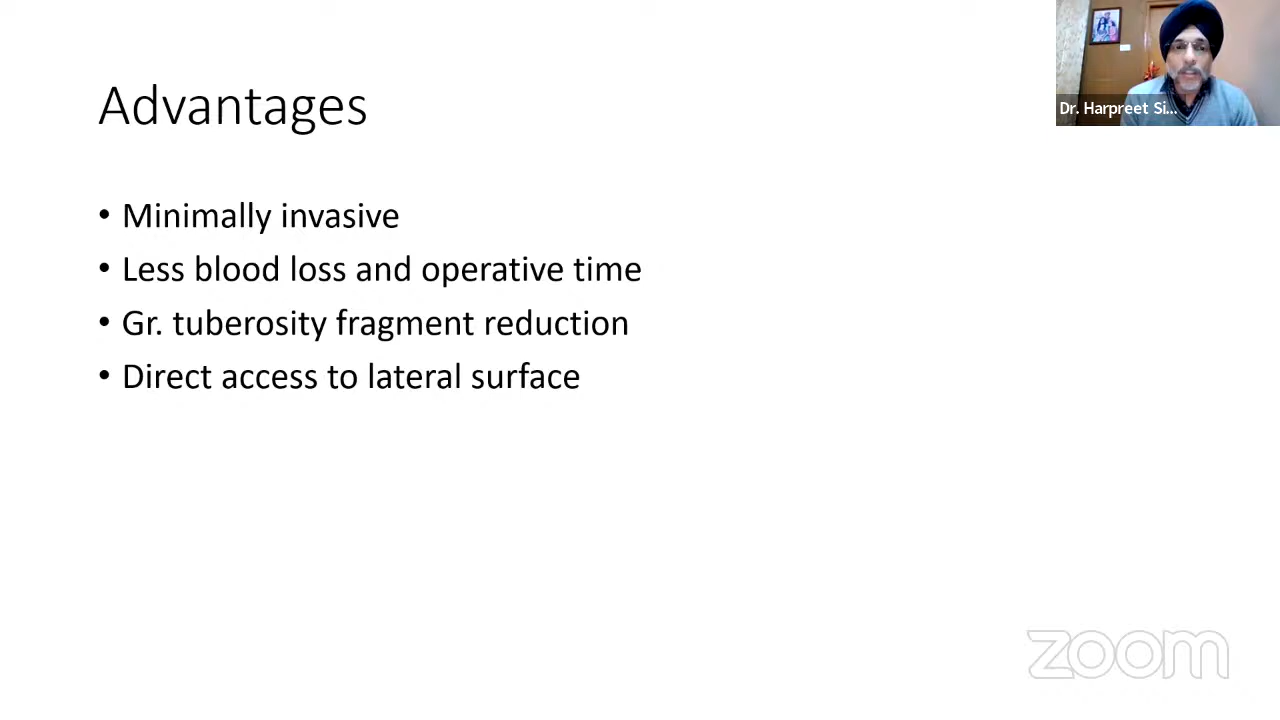 Advantages
• Minimally invasive
• Less blood loss and operative time
• Gr. tuberosity fragment reduction
• Direct access to lateral surface
Dr. Harpreet Si...
zoom